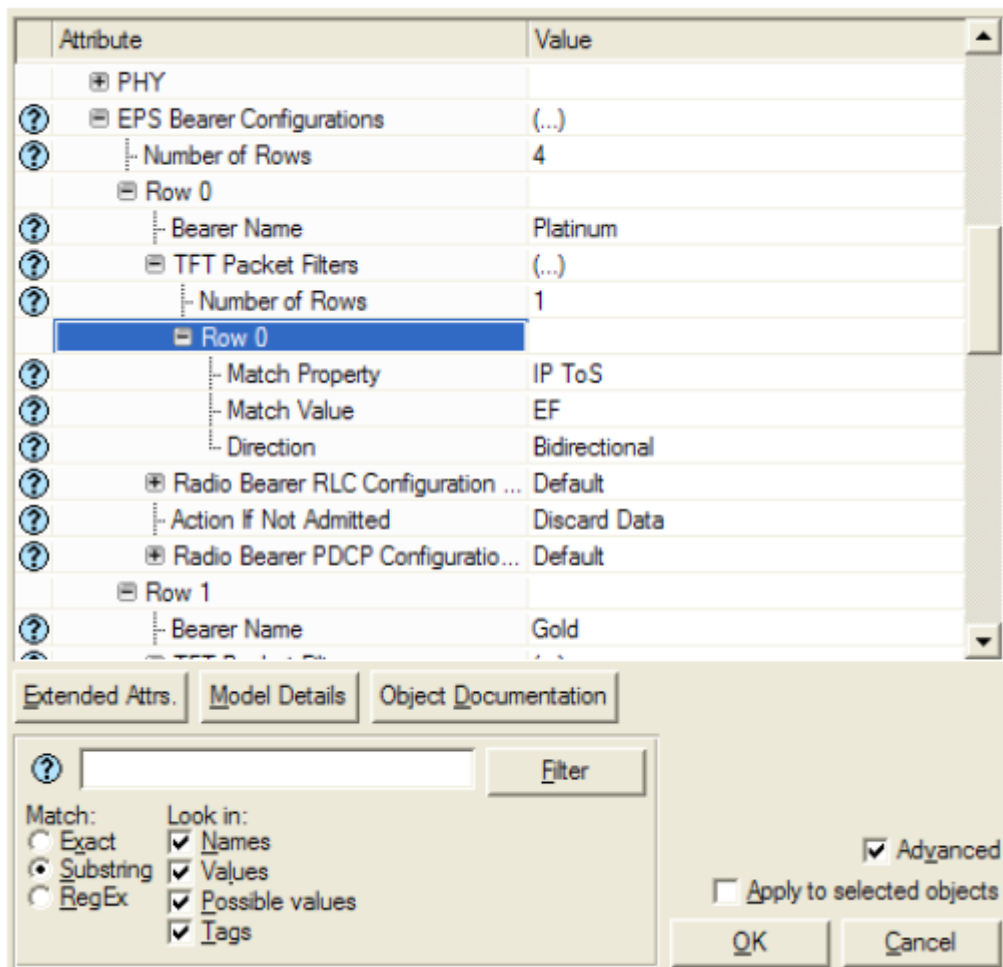 Attribute Value
PHY
EPS Bearer Configurations (...)
Number of Rows 4
Row 0
Bearer Name Platinum
TFT Packet Filters (...)
Number of Rows 1
Row 0
Match Property IP ToS
Match Value EF
Direction Bidirectional
Radio Bearer RLC Configuration ... Default
Action If Not Admitted Discard Data
Radio Bearer PDCP Configuratio... Default
Row 1
Bearer Name Gold
Extended Attrs. Model Details Object Documentation
Filter
Match: Look in:
Exact Names
Substring Values
RegEx Possible values
Tags
Advanced
Apply to selected objects
OK Cancel